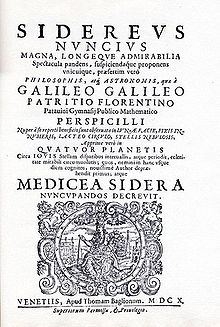 SIDEREVS
NVNCIVS
MAGNA, LONGEQVE ADMIRABILIA
Spectacula pandens, suspiciendaque proponens
vnicuique, præsertim verò
PHILOSOPHIS, atq; ASTRONOMIS, quæ à
GALILEO GALILEO
PATRITIO FLORENTINO
Patauini Gymnasij Publico Mathematico
PERSPICILLI
Nuper à se reperti beneficio sunt obseruata in LVNÆ FACIE, FIXIS IN-
NVMERIS, LACTEO CIRCVLO, STELLIS NEBVLOSIS,
Apprime verò in
QVATVOR PLANETIS
Circa IOVIS Stellam disparibus interuallis, atque periodis, celeri-
tate mirabili circumuolutis; quos, nemini in hanc vsque
diem cognitos, nouissimè Author depræ-
hendit primus; atque
MEDICEA SIDERA
NVNCVPANDOS DECREVIT.
VENETIIS, Apud Thomam Baglionum. M DC X.
Superiorum Permissu, & Priuilegio.